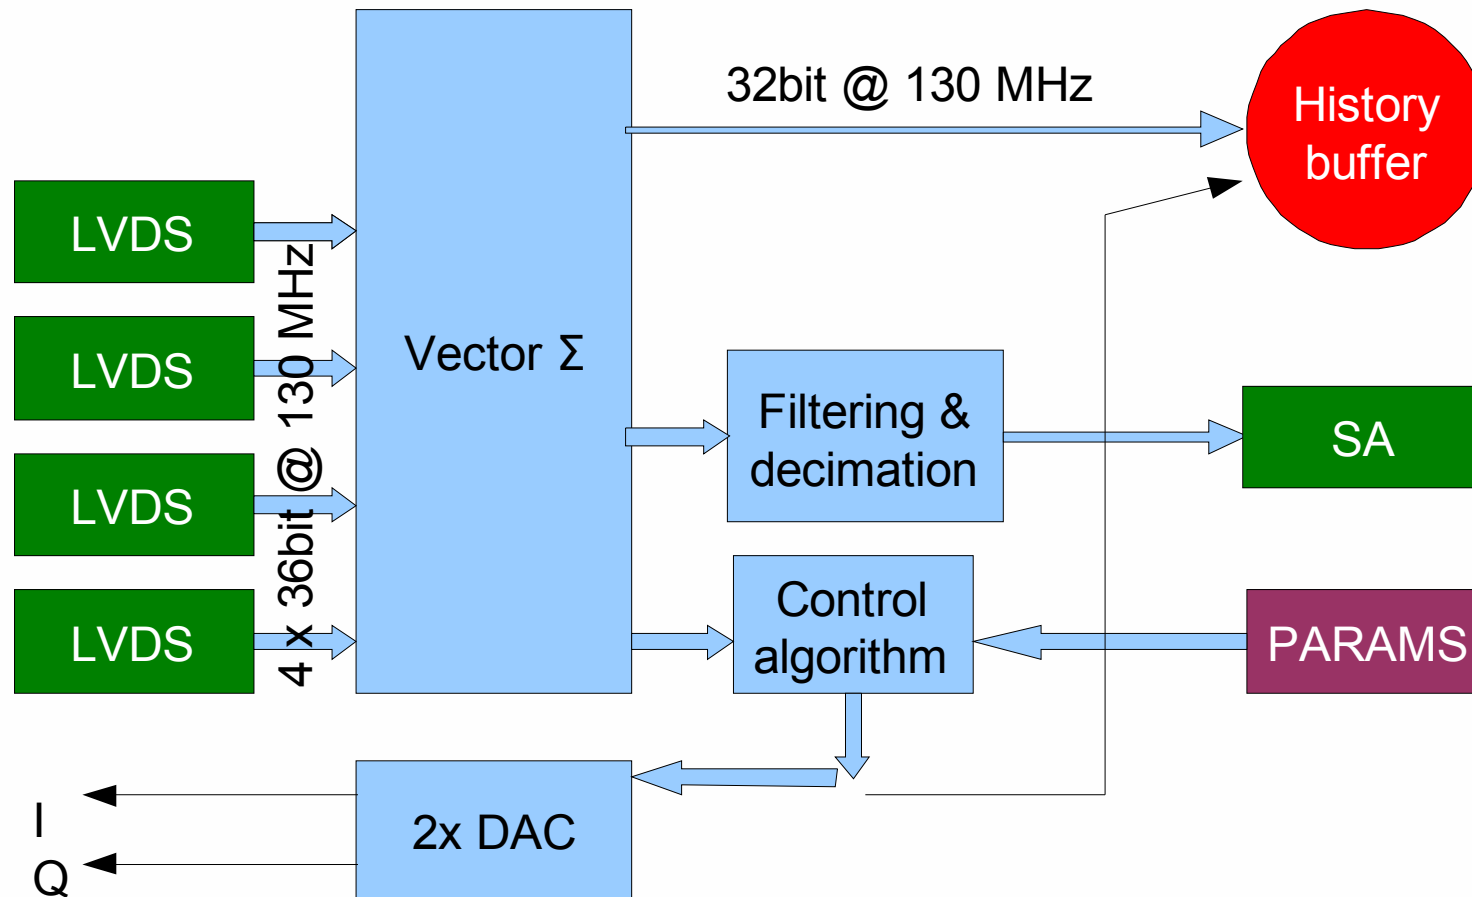 32bit @ 130 MHz
History
buffer
LVDS
LVDS
LVDS
LVDS
4 x 36bit @ 130 MHz
Vector Σ
Filtering &
decimation
SA
Control
algorithm
PARAMS
2x DAC
I
Q